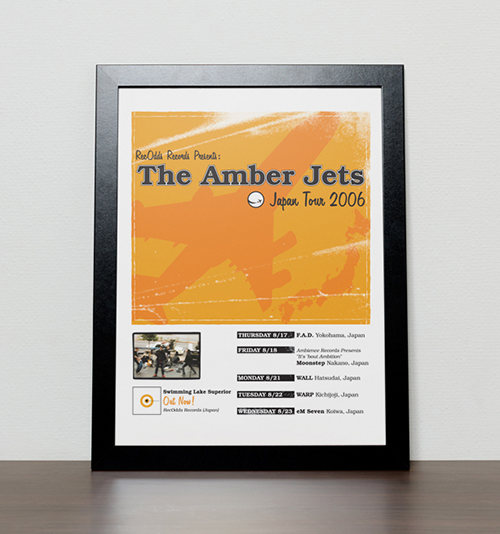 RecOdds Records Presents:
The Amber Jets
Japan Tour 2006
THURSDAY 8/17 F.A.D. Yokohama, Japan
FRIDAY 8/18 Ambience Records Presents
"It's 'bout Ambition"
Moonstep Nakano, Japan
MONDAY 8/21 WALL Hatsudai, Japan
TUESDAY 8/22 WARP Kichijoji, Japan
WEDNESDAY 8/23 eM Seven Koiwa, Japan
Swimming Lake Superior
Out Now!
RecOdds Records (Japan)